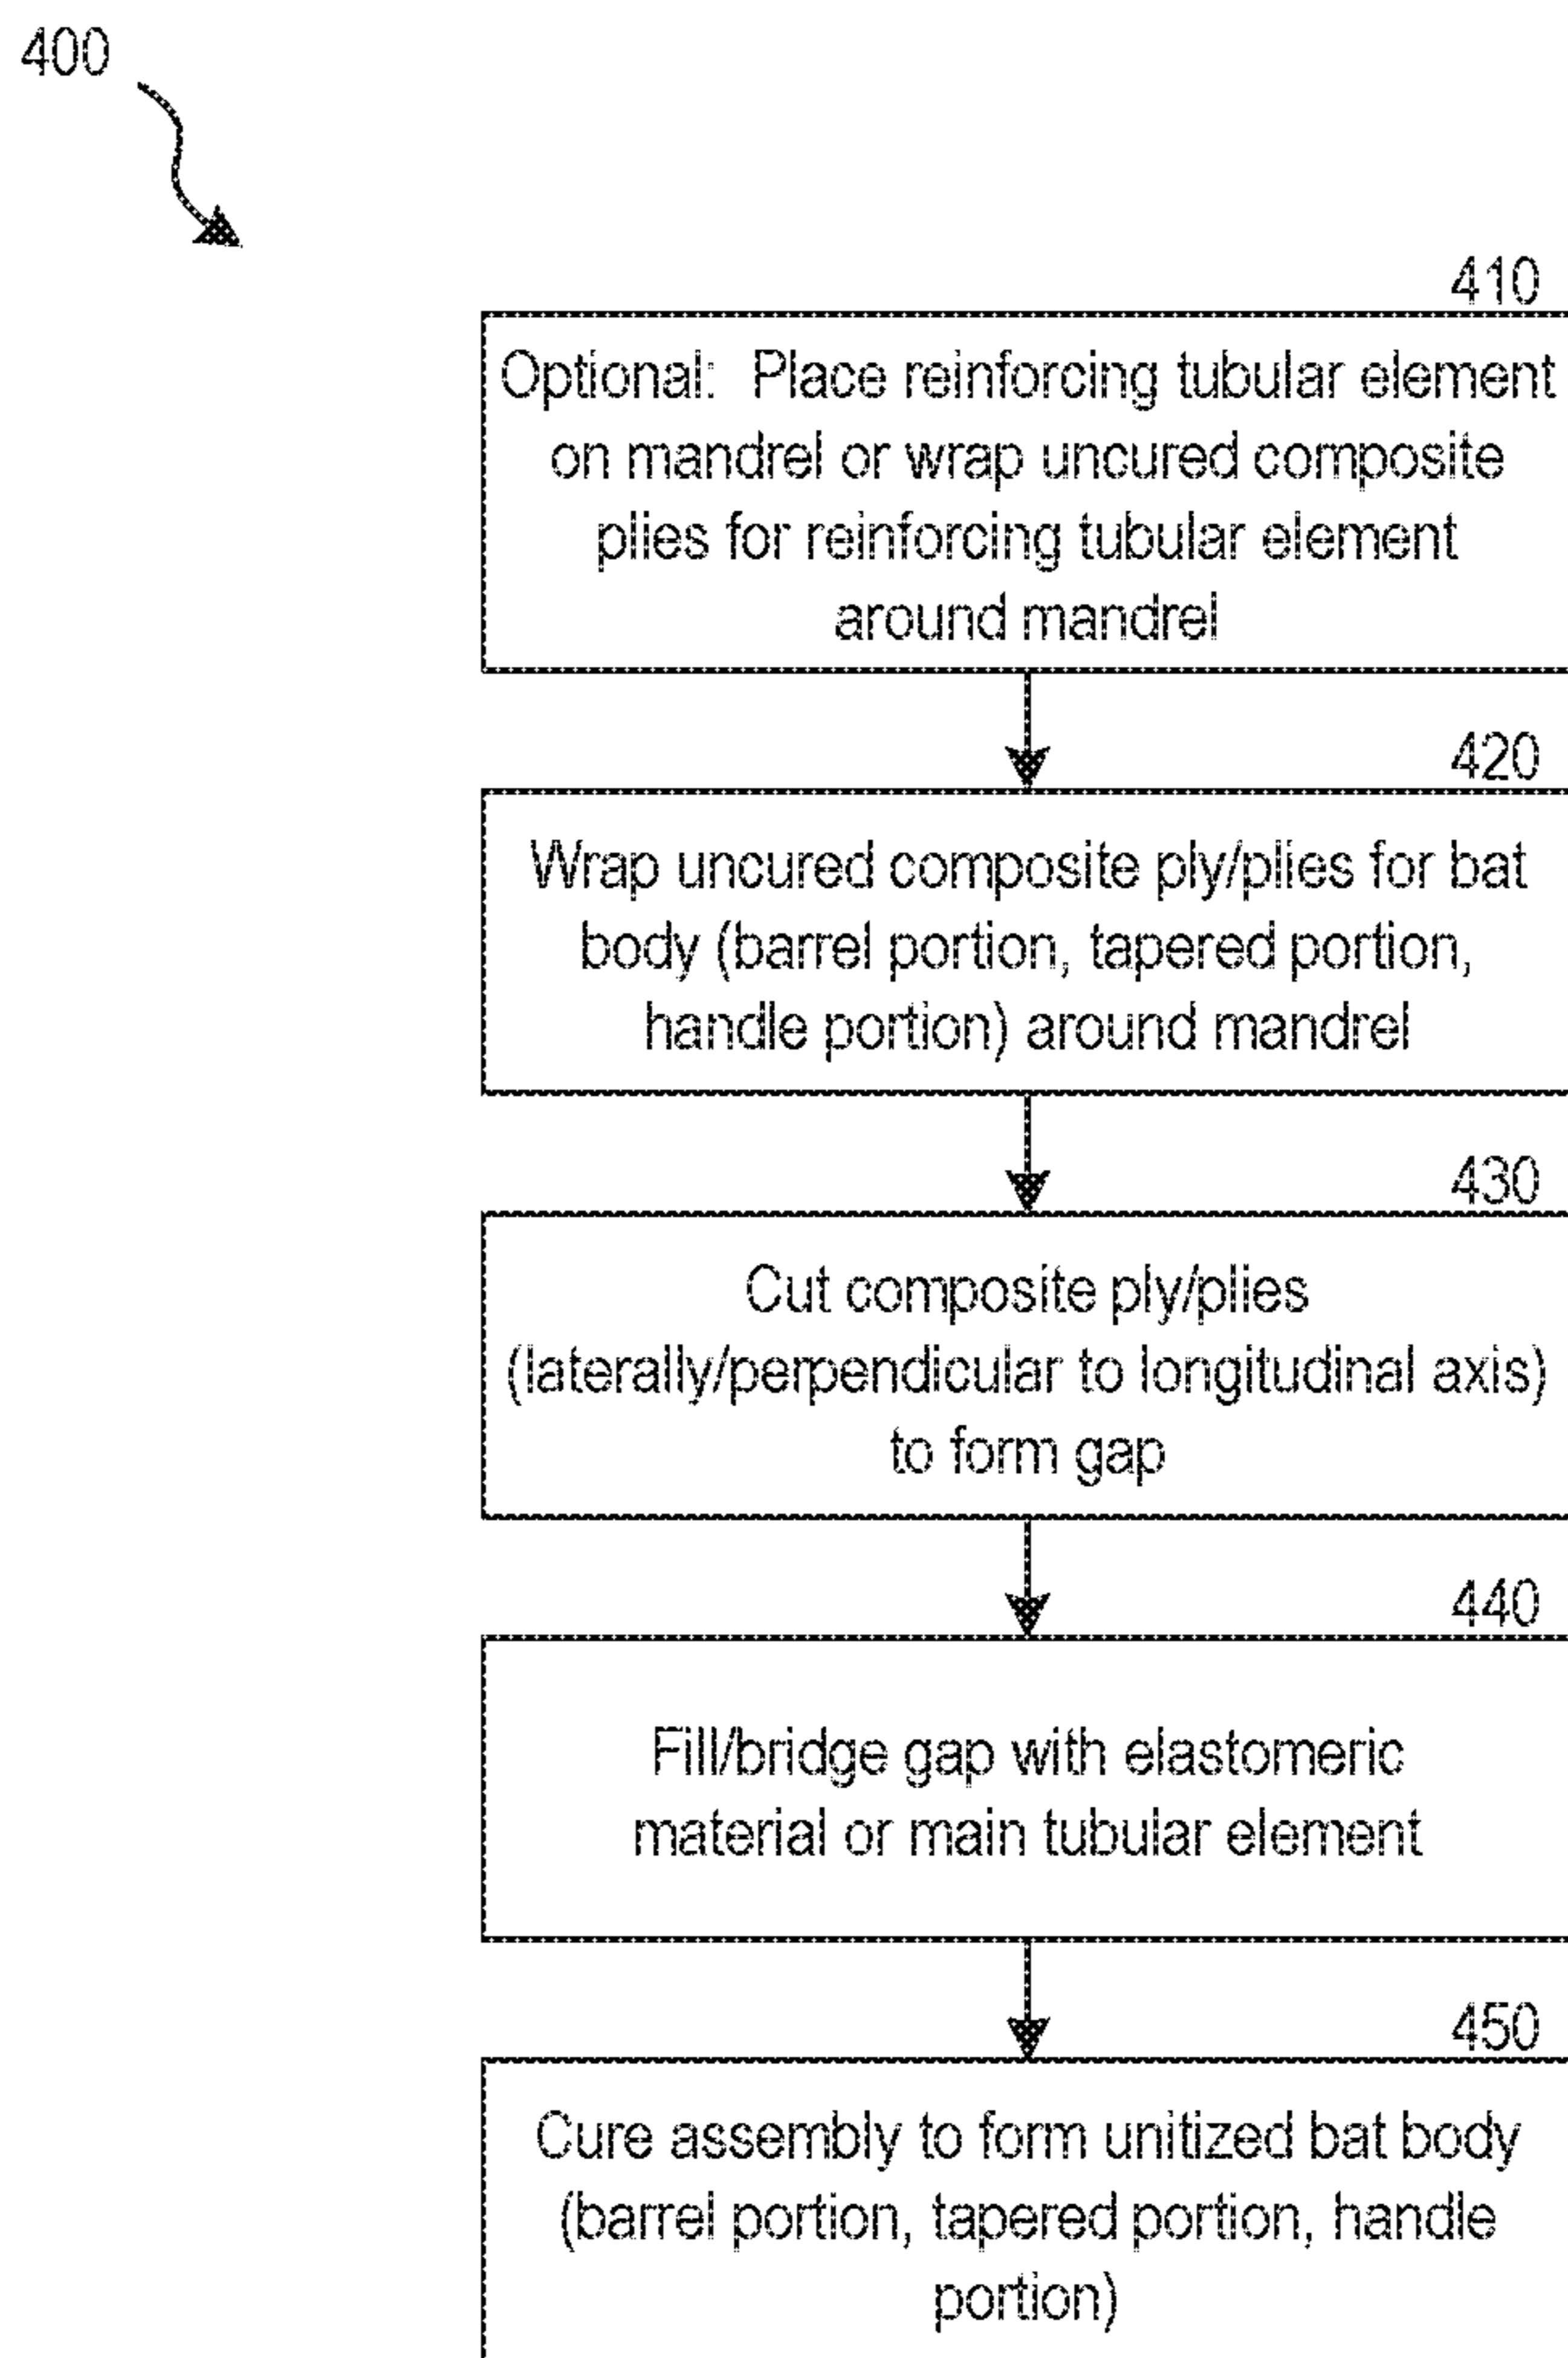 400
410
Optional: Place reinforcing tubular element
on mandrel or wrap uncured composite
plies for reinforcing tubular element
around mandrel
420
Wrap uncured composite ply/plies for bat
body (barrel portion, tapered portion,
handle portion) around mandrel
430
Cut composite ply/plies
(laterally/perpendicular to longitudinal axis)
to form gap
440
Fill/bridge gap with elastomeric
material or main tubular element
450
Cure assembly to form unitized bat body
(barrel portion, tapered portion, handle
portion)